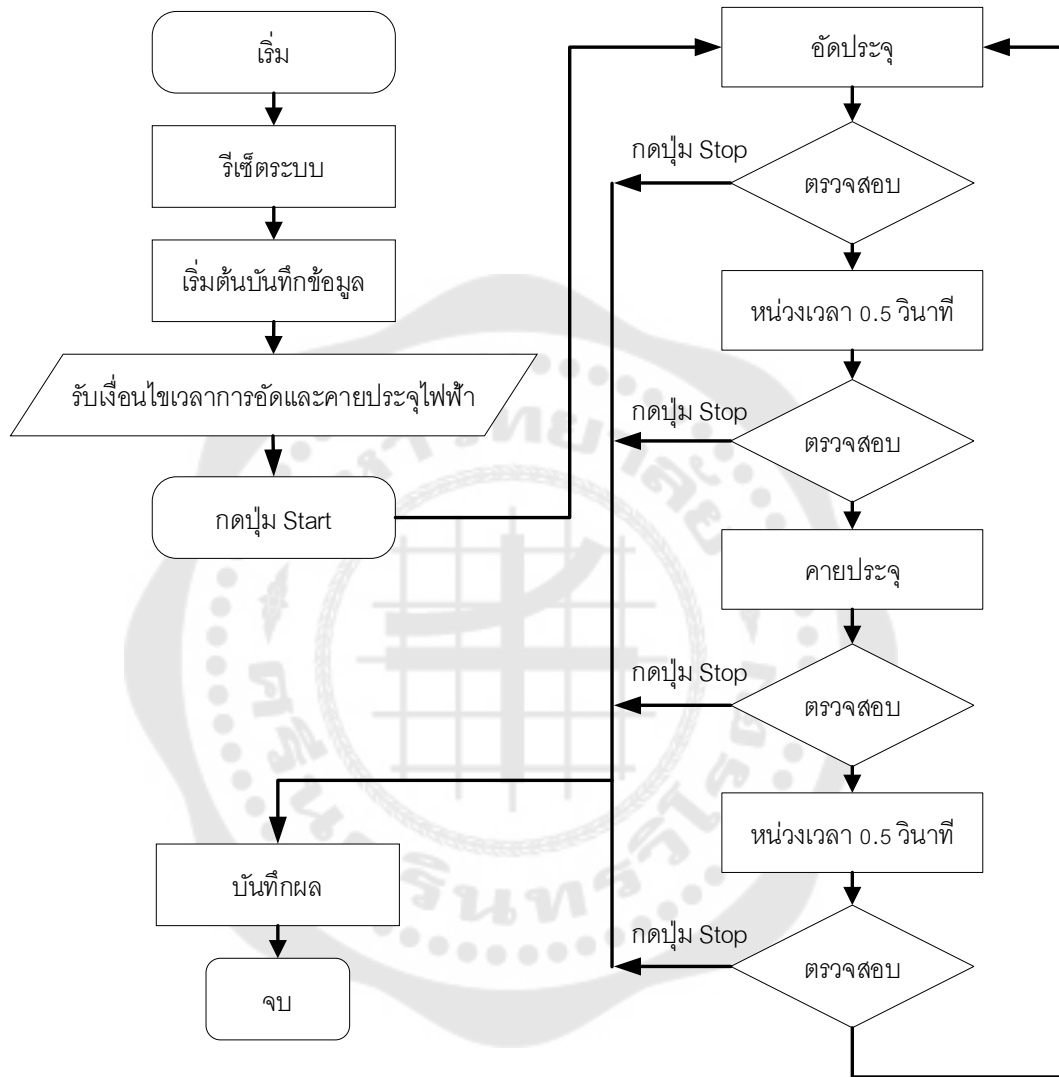 เริ่ม
รีเซ็ตระบบ
เริ่มต้นบันทึกข้อมูล
รับเงื่อนไขเวลาการอัดและคายประจุไฟฟ้า
กดปุ่ม Start
อัดประจุ
กดปุ่ม Stop
ตรวจสอบ
หน่วงเวลา 0.5 วินาที
กดปุ่ม Stop
ตรวจสอบ
คายประจุ
กดปุ่ม Stop
ตรวจสอบ
หน่วงเวลา 0.5 วินาที
กดปุ่ม Stop
ตรวจสอบ
บันทึกผล
จบ